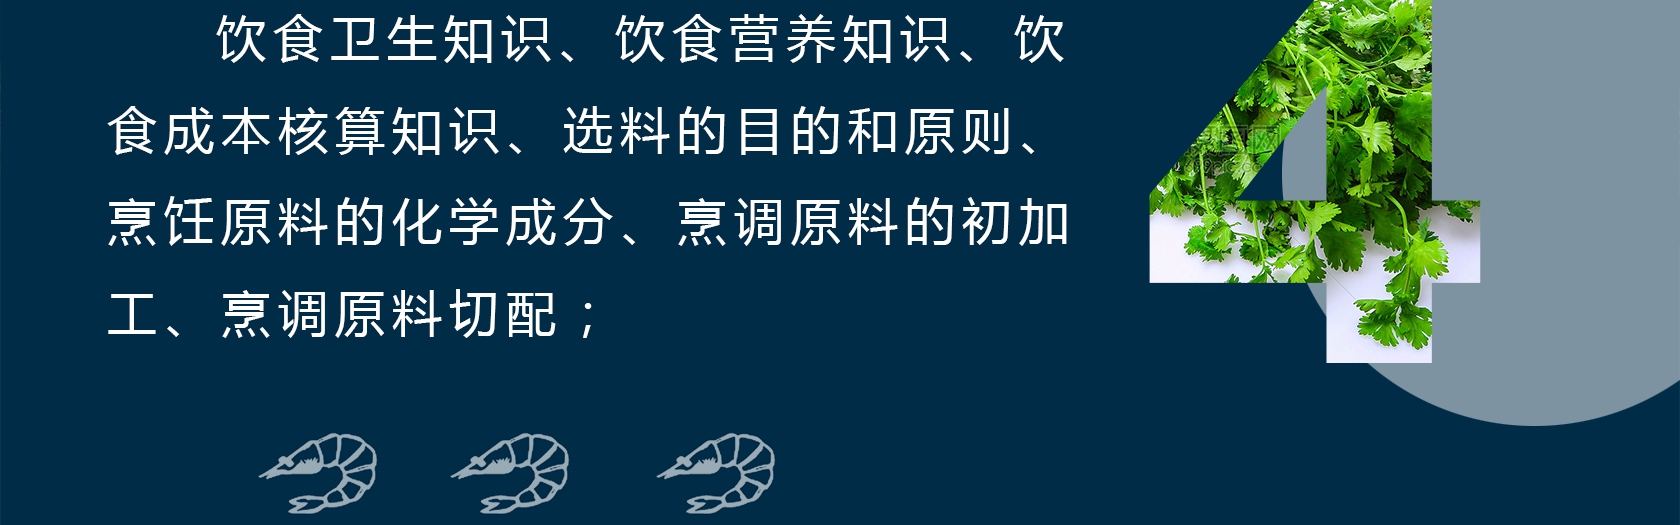 饮食卫生知识、饮食营养知识、饮
食成本核算知识、选料的目的和原则、
烹饪原料的化学成分、烹调原料的初加
工、烹调原料切配；
4